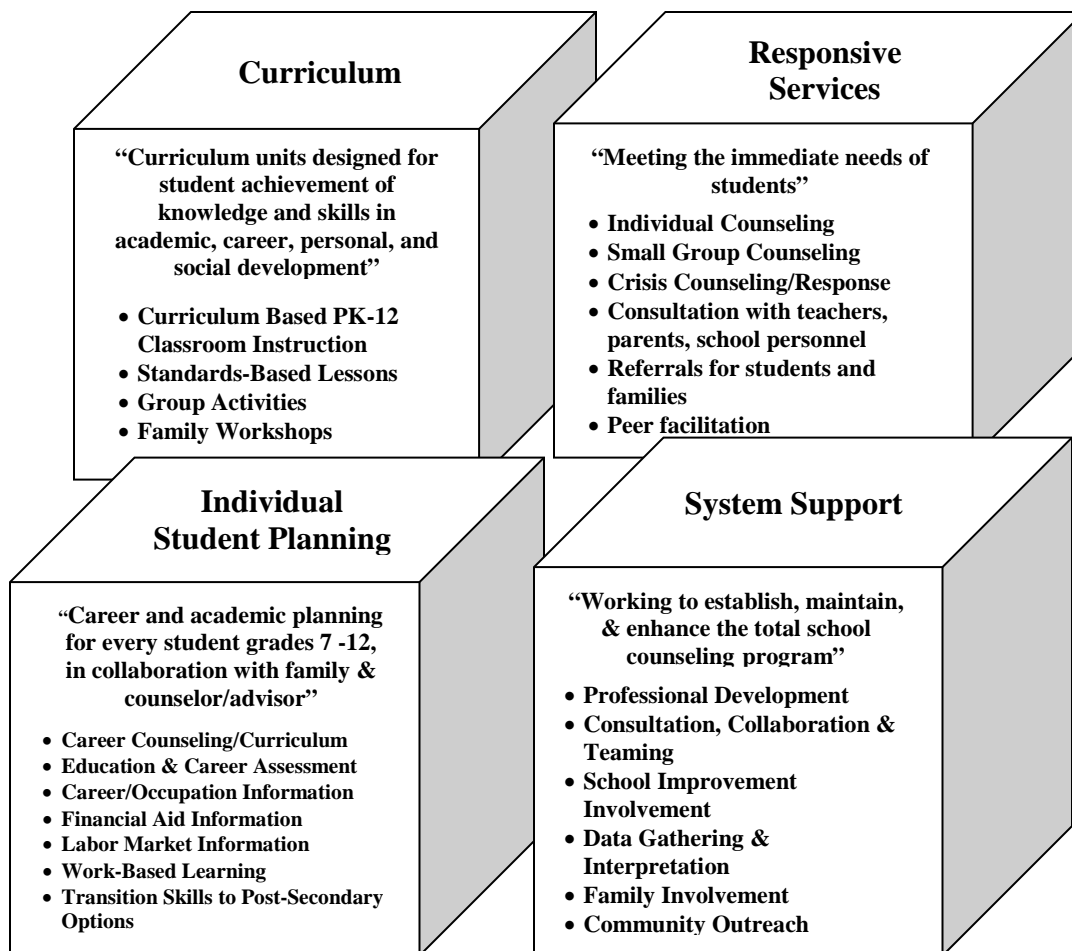 Curriculum
“Curriculum units designed for
student achievement of
knowledge and skills in
academic, career, personal, and
social development”
• Curriculum Based PK-12
Classroom Instruction
• Standards-Based Lessons
• Group Activities
• Family Workshops
Responsive
Services
“Meeting the immediate needs of
students”
• Individual Counseling
• Small Group Counseling
• Crisis Counseling/Response
• Consultation with teachers,
parents, school personnel
• Referrals for students and
families
• Peer facilitation
Individual
Student Planning
“Career and academic planning
for every student grades 7 -12,
in collaboration with family &
counselor/advisor”
• Career Counseling/Curriculum
• Education & Career Assessment
• Career/Occupation Information
• Financial Aid Information
• Labor Market Information
• Work-Based Learning
• Transition Skills to Post-Secondary
Options
System Support
“Working to establish, maintain,
& enhance the total school
counseling program”
• Professional Development
• Consultation, Collaboration &
Teaming
• School Improvement
Involvement
• Data Gathering &
Interpretation
• Family Involvement
• Community Outreach